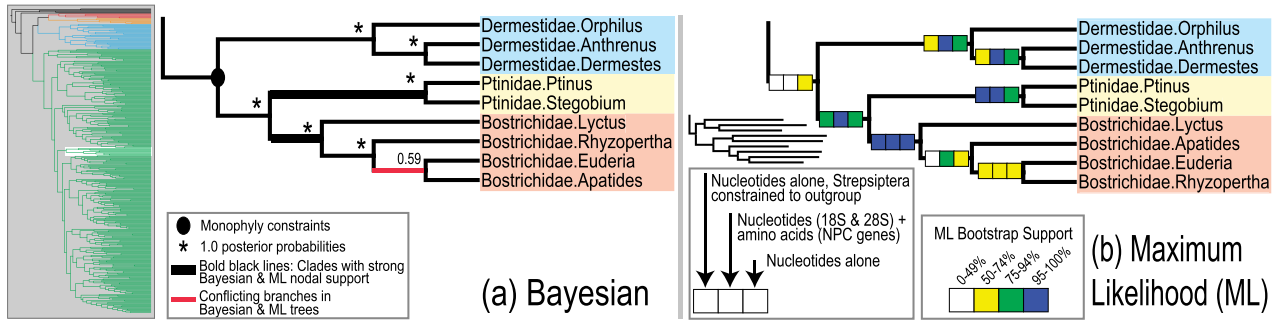 Dermestidae.Orphilus
Dermestidae.Anthrenus
Dermestidae.Dermestes
Ptinidae.Ptinus
Ptinidae.Stegobium
Bostrichidae.Lyctus
Bostrichidae.Rhyzopertha
Bostrichidae.Euderia
Bostrichidae.Apatides
*
*
*
*
*
*
0.59
Monophyly constraints
* 1.0 posterior probabilities
Bold black lines: Clades with strong
Bayesian & ML nodal support
Conflicting branches in
Bayesian & ML trees
(a) Bayesian
Dermestidae.Orphilus
Dermestidae.Anthrenus
Dermestidae.Dermestes
Ptinidae.Ptinus
Ptinidae.Stegobium
Bostrichidae.Lyctus
Bostrichidae.Apatides
Bostrichidae.Euderia
Bostrichidae.Rhyzopertha
Nucleotides alone, Strepsiptera
constrained to outgroup
Nucleotides (18S & 28S) +
amino acids (NPC genes)
Nucleotides alone
ML Bootstrap Support
0-49% 50-74% 75-94% 95-100%
(b) Maximum
Likelihood (ML)